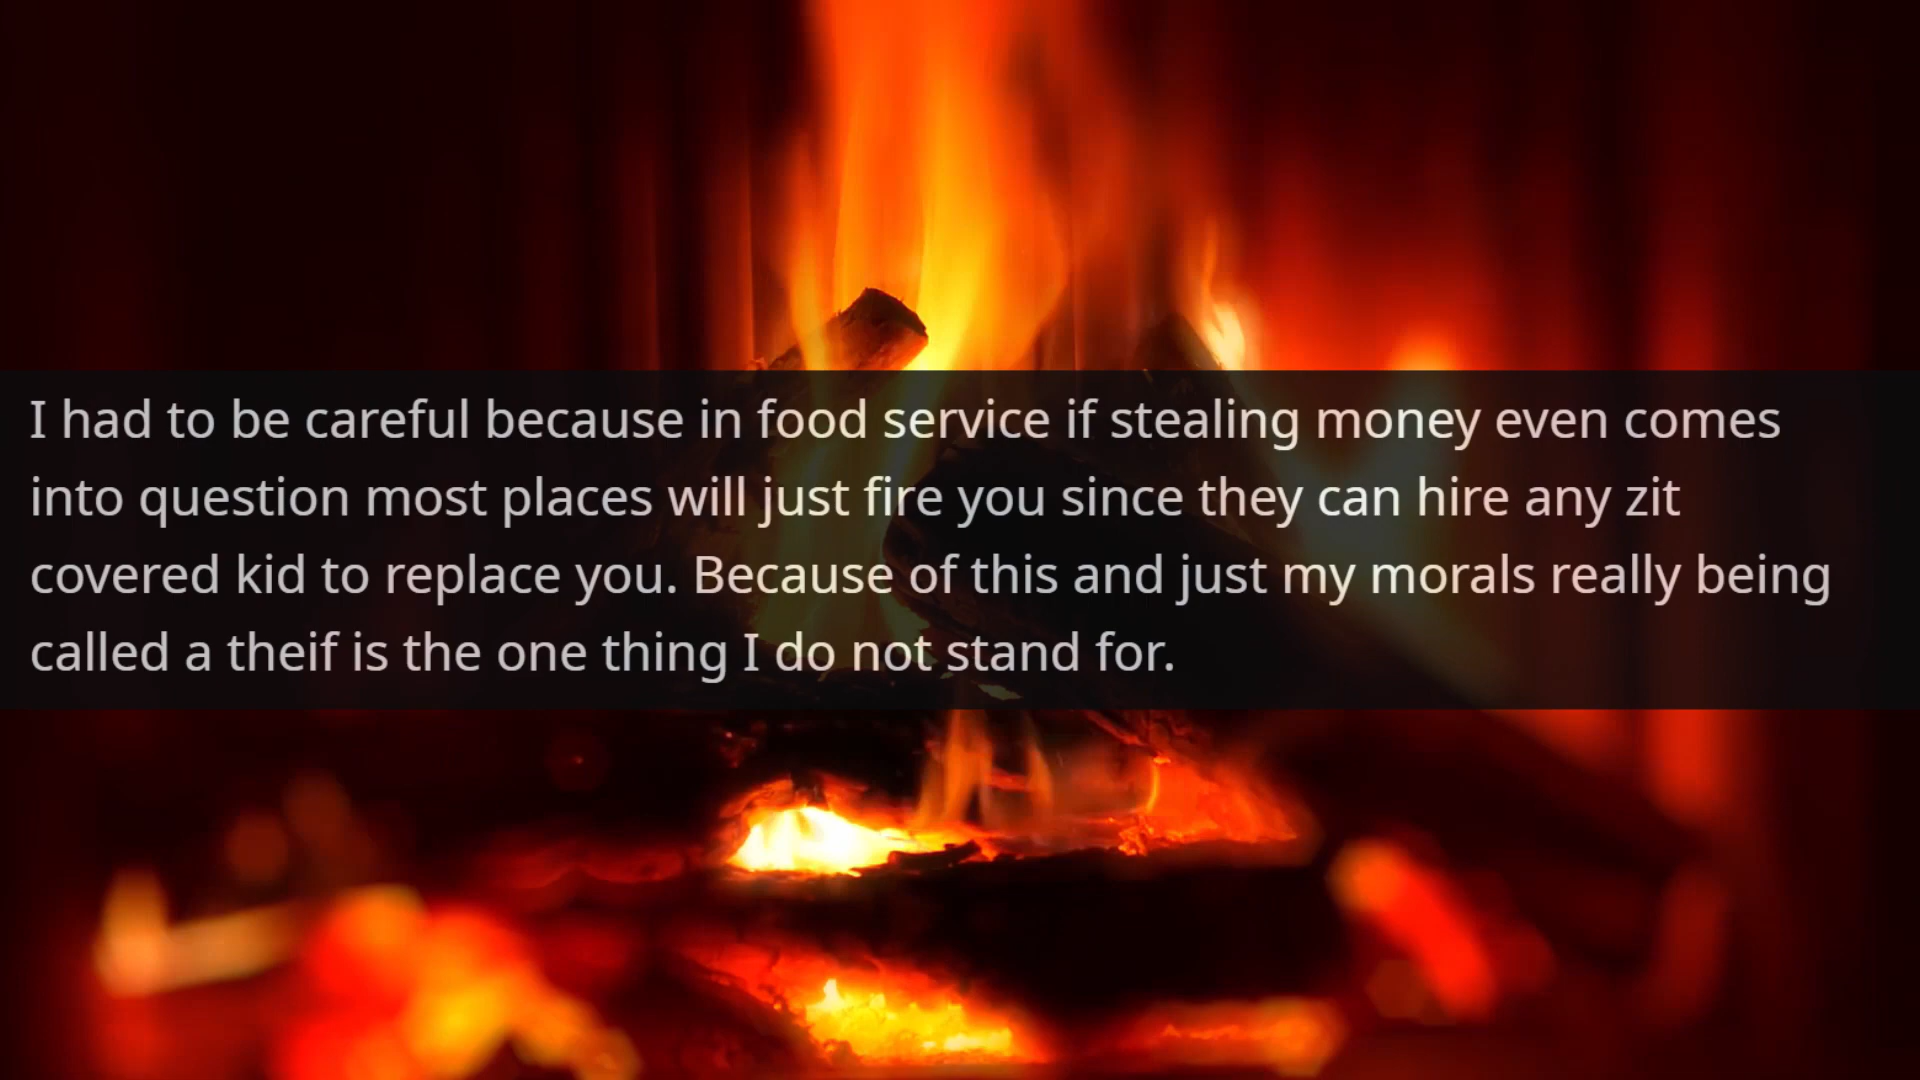 I had to be careful because in food service if stealing money even comes
into question most places will just fire you since they can hire any zit
covered kid to replace you. Because of this and just my morals really being
called a theif is the one thing I do not stand for.